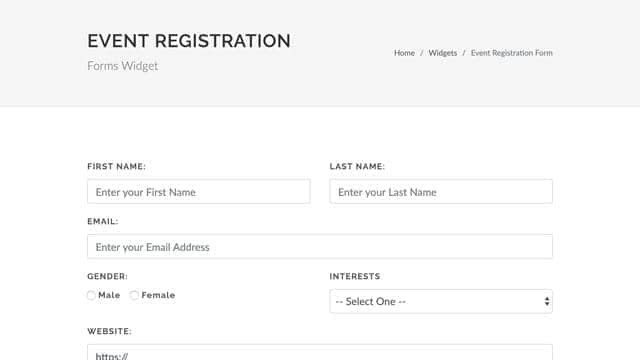 EVENT REGISTRATION
Forms Widget
Home / Widgets / Event Registration Form
FIRST NAME: LAST NAME:
Enter your First Name Enter your Last Name
EMAIL:
Enter your Email Address
GENDER: INTERESTS
Male Female -- Select One --
WEBSITE:
https://